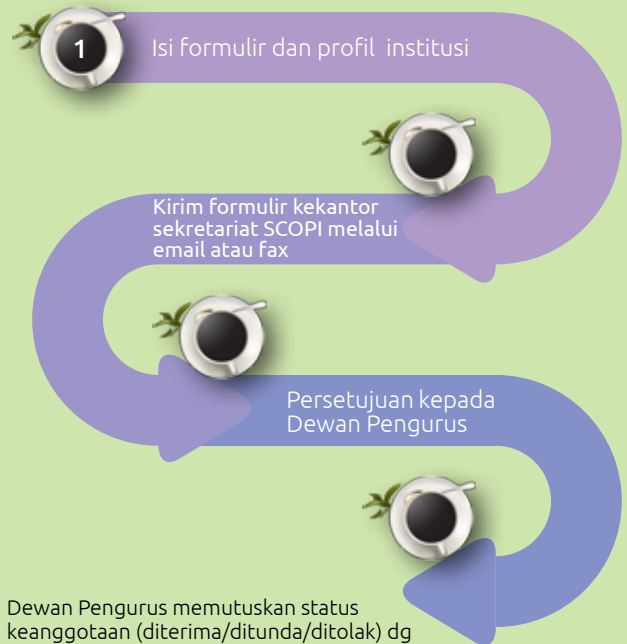 1
Isi formulir dan profil institusi
Kirim formulir kekantor
sekretariat SCOPI melalui
email atau fax
Persetujuan kepada
Dewan Pengurus
Dewan Pengurus memutuskan status
keanggotaan (diterima/ditunda/ditolak) dg